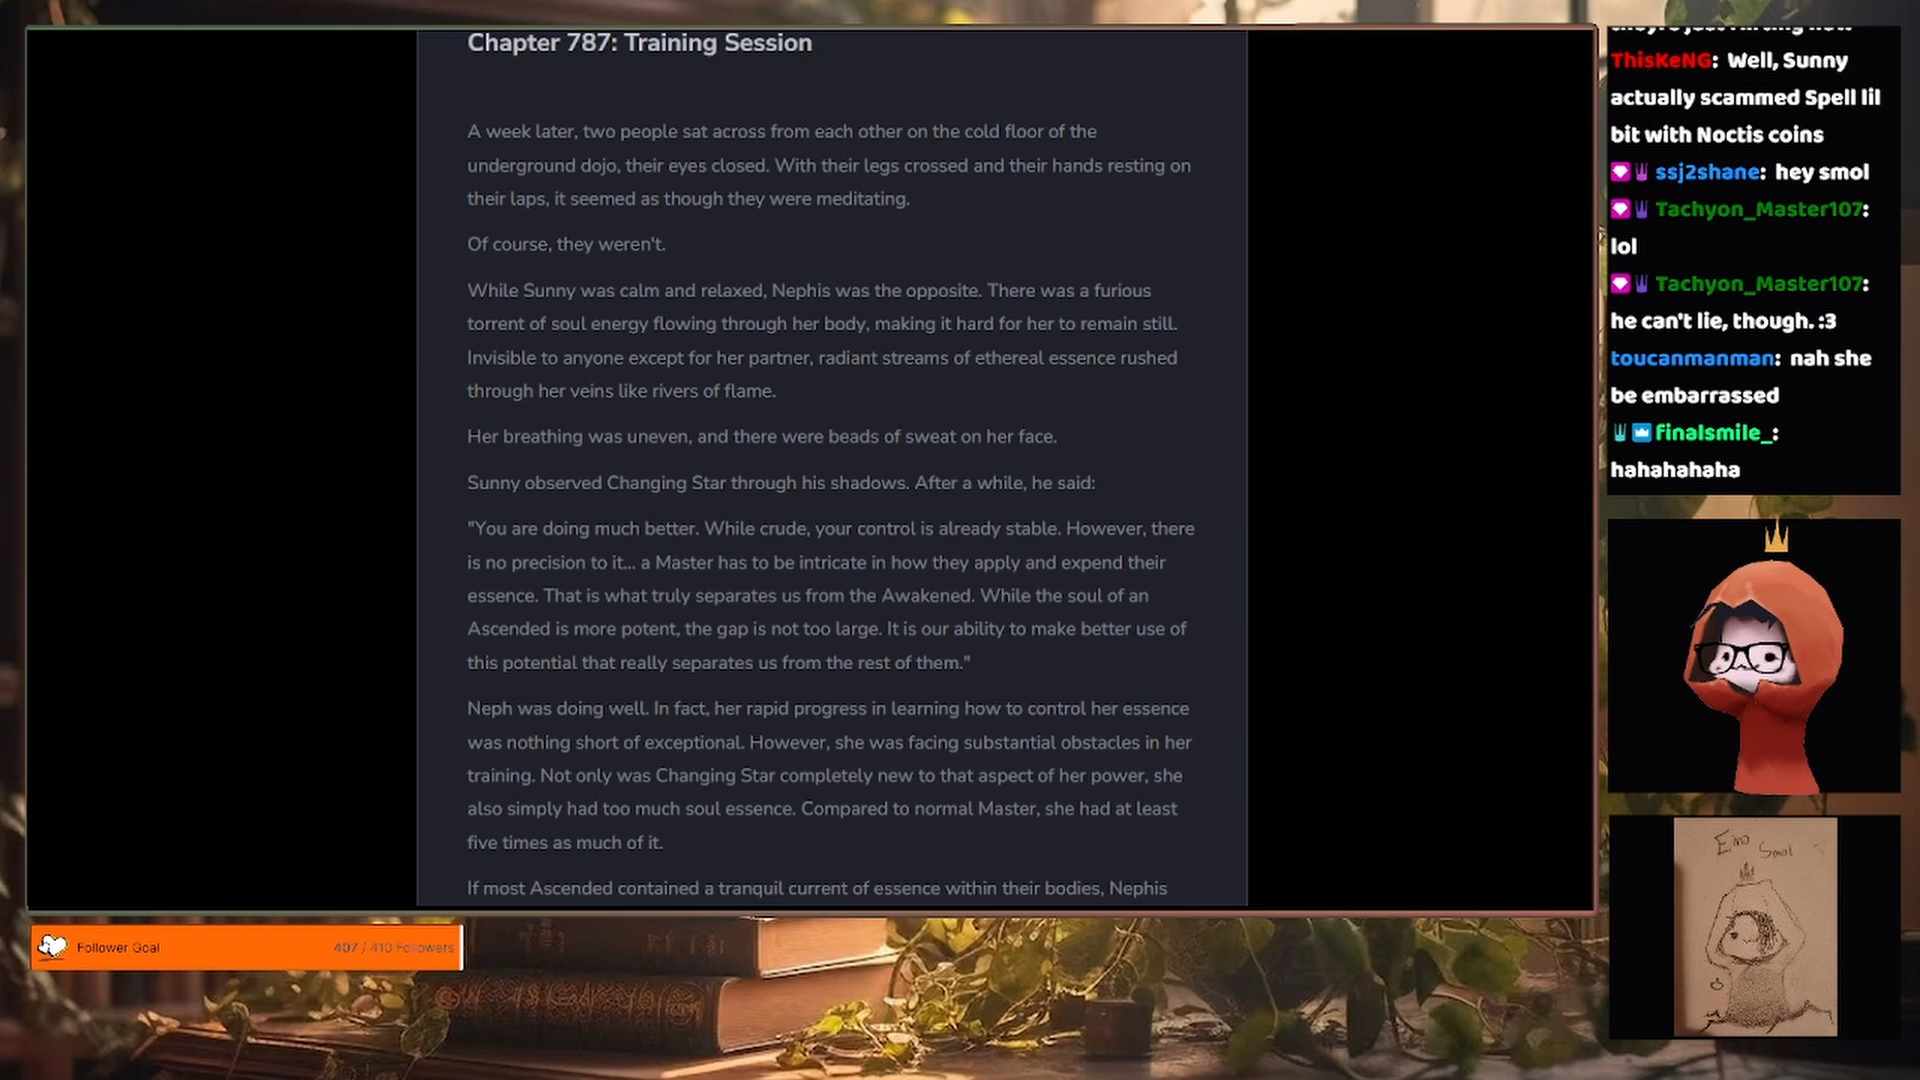 Chapter 787: Training Session
A week later, two people sat across from each other on the cold floor of the
underground dojo, their eyes closed. With their legs crossed and their hands resting on
their laps, it seemed as though they were meditating.
Of course, they weren't.
While Sunny was calm and relaxed, Nephis was the opposite. There was a furious
torrent of soul energy flowing through her body, making it hard for her to remain still.
Invisible to anyone except for her partner, radiant streams of ethereal essence rushed
through her veins like rivers of flame.
Her breathing was uneven, and there were beads of sweat on her face.
Sunny observed Changing Star through his shadows. After a while, he said:
"You are doing much better. While crude, your control is already stable. However, there
is no precision to it... a Master has to be intricate in how they apply and expend their
essence. That is what truly separates us from the Awakened. While the soul of an
Ascended is more potent, the gap is not too large. It is our ability to make better use of
this potential that really separates us from the rest of them."
Neph was doing well. In fact, her rapid progress in learning how to control her essence
was nothing short of exceptional. However, she was facing substantial obstacles in her
training. Not only was Changing Star completely new to that aspect of her power, she
also simply had too much soul essence. Compared to normal Master, she had at least
five times as much of it.
If most Ascended contained a tranquil current of essence within their bodies, Nephis
ThisKeNG: Well, Sunny
actually scammed Spell lil
bit with Noctis coins
ssj2shane: hey smol
Tachyon_Master107:
lol
Tachyon_Master107:
he can't lie, though. :3
toucanmanman: nah she
be embarrassed
finalsmile_:
hahahahaha
Emo Smol
Follower Goal
407 / 410 Followers